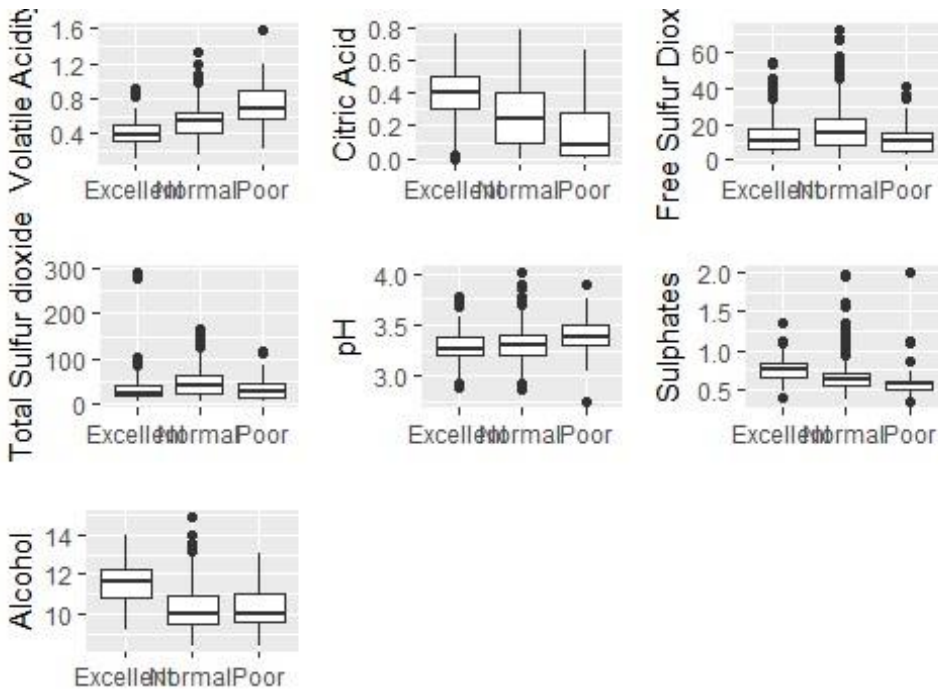 Volatile Acidity
1.6
1.2
0.8
0.4
Excellent Normal Poor
Citric Acid
0.8
0.6
0.4
0.2
0.0
Excellent Normal Poor
Free Sulfur Diox
60
40
20
0
Excellent Normal Poor
Total Sulfur dioxide
300
200
100
0
Excellent Normal Poor
pH
4.0
3.5
3.0
Excellent Normal Poor
Sulphates
2.0
1.5
1.0
0.5
Excellent Normal Poor
Alcohol
14
12
10
Excellent Normal Poor